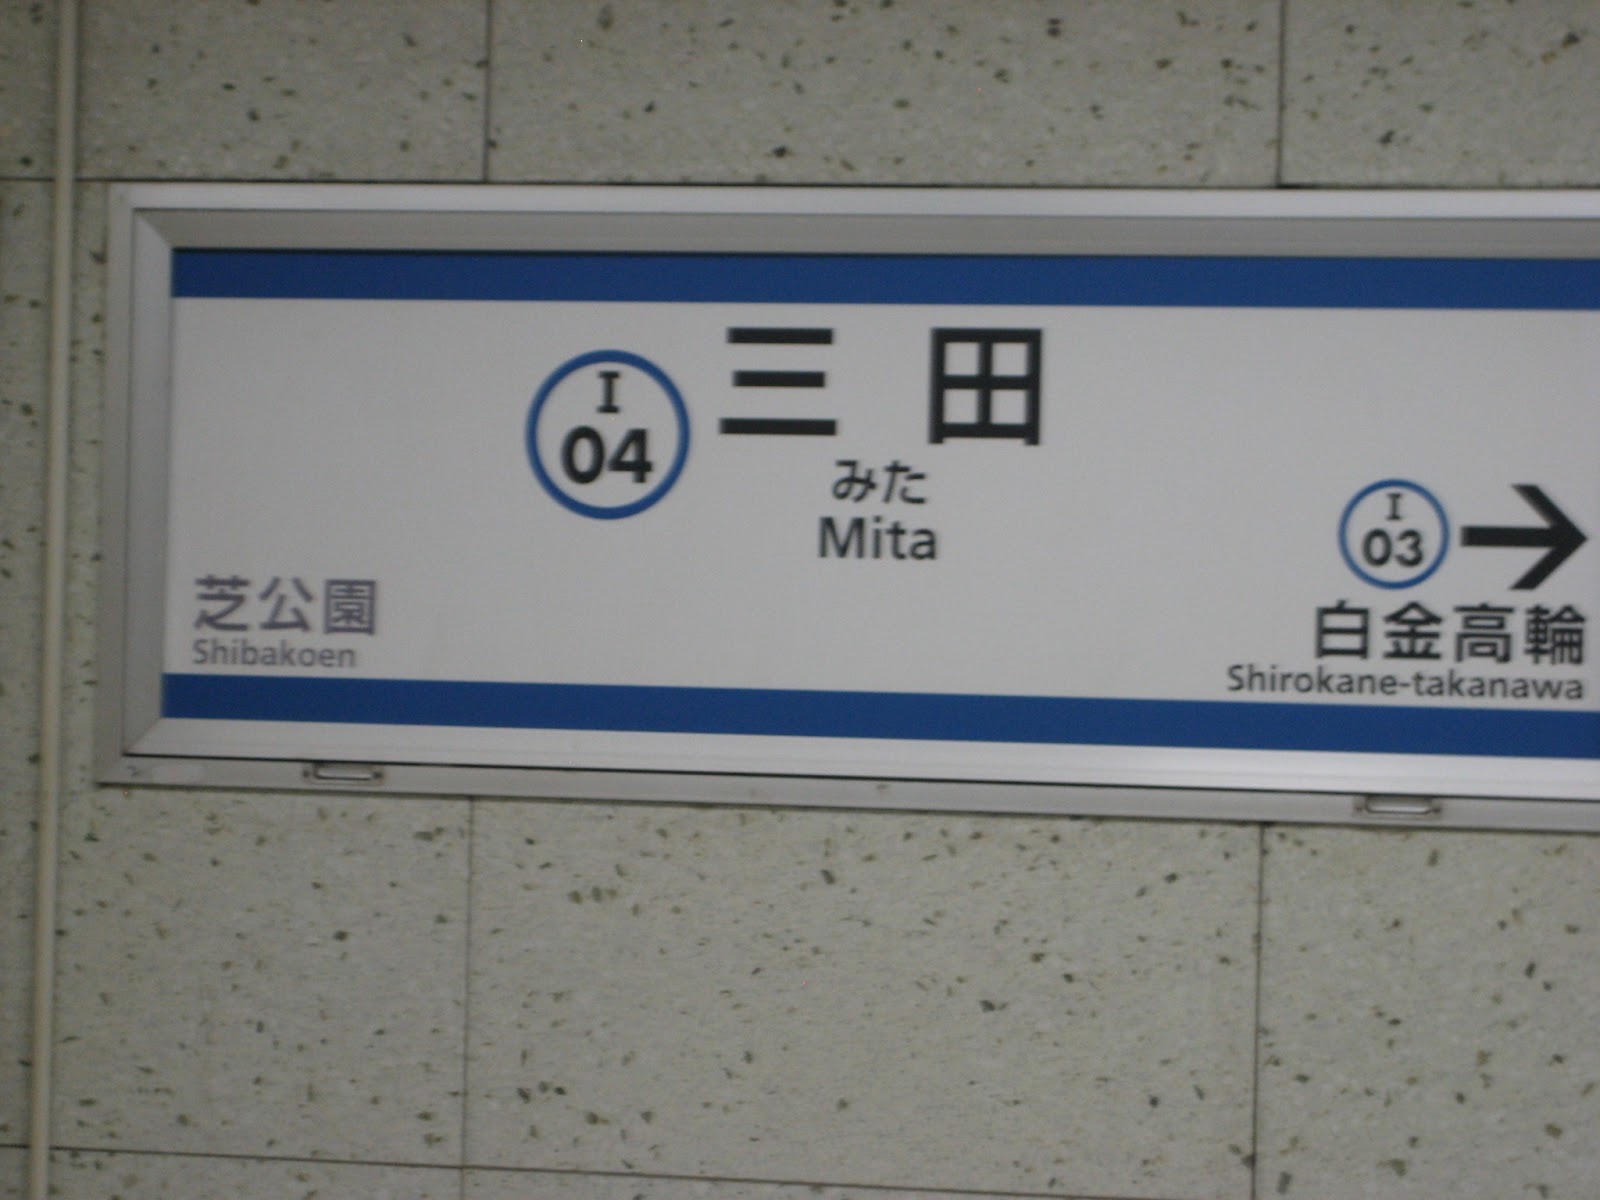 I
04
三田
みた
Mita
芝公園
Shibakoen
I
03
白金高輪
Shirokane-takanawa